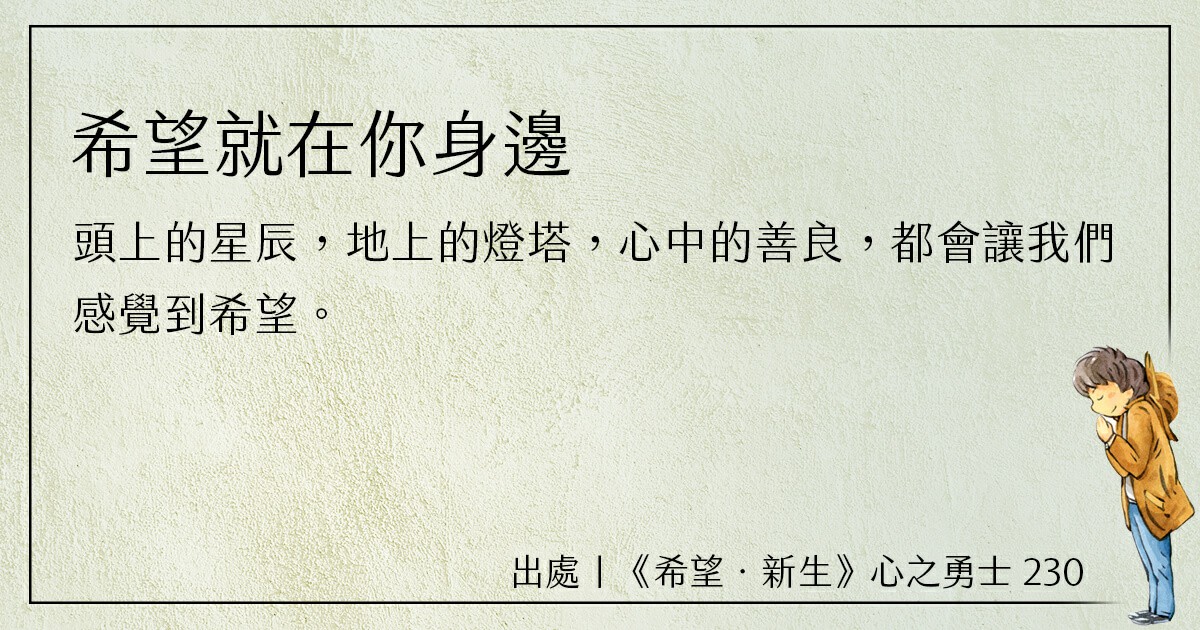 希望就在你身邊
頭上的星辰，地上的燈塔，心中的善良，都會讓我們
感覺到希望。
出處｜《希望‧新生》心之勇士 230